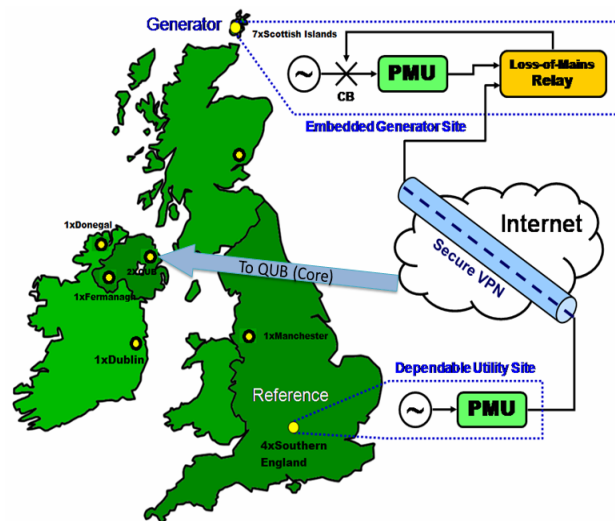 Generator
7xScottish Islands
~
CB
PMU
Loss-of-Mains
Relay
Embedded Generator Site
Internet
Secure VPN
1xDonegal
2xQUB
To QUB (Core)
1xFermanagh
1xManchester
1xDublin
Dependable Utility Site
Reference
~
PMU
4xSouthern
England